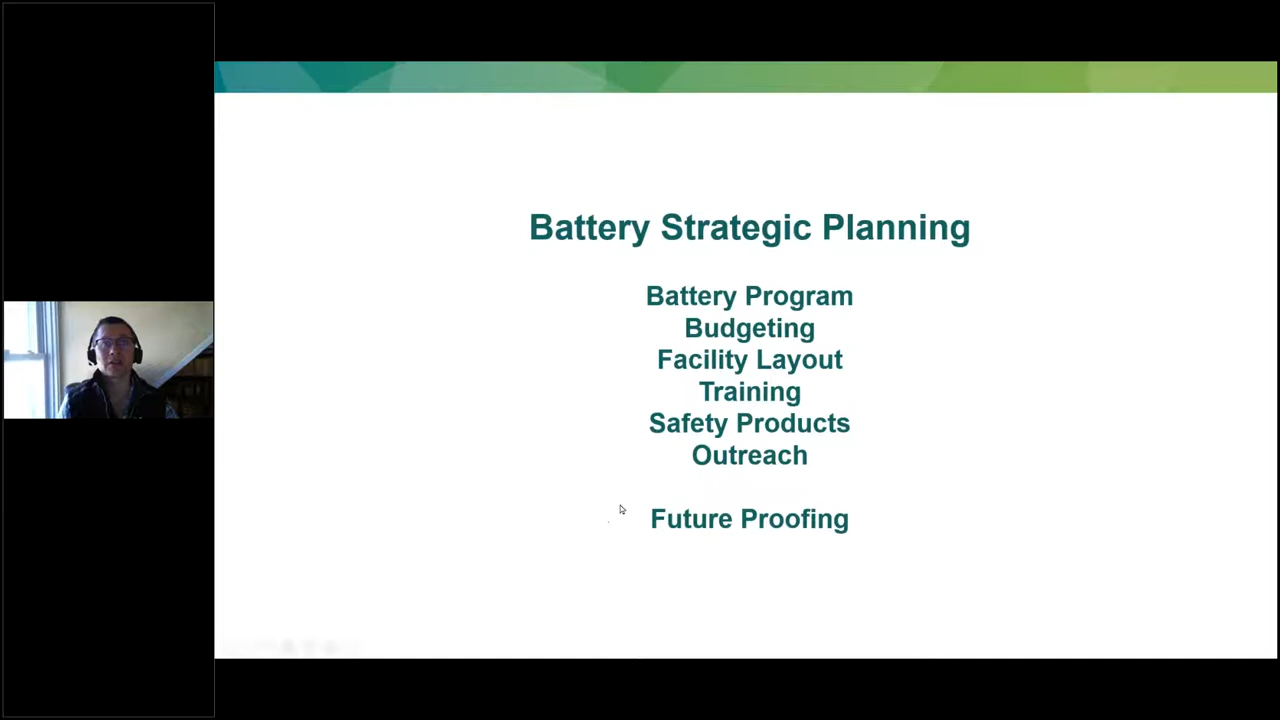 Battery Strategic Planning
Battery Program
Budgeting
Facility Layout
Training
Safety Products
Outreach
Future Proofing